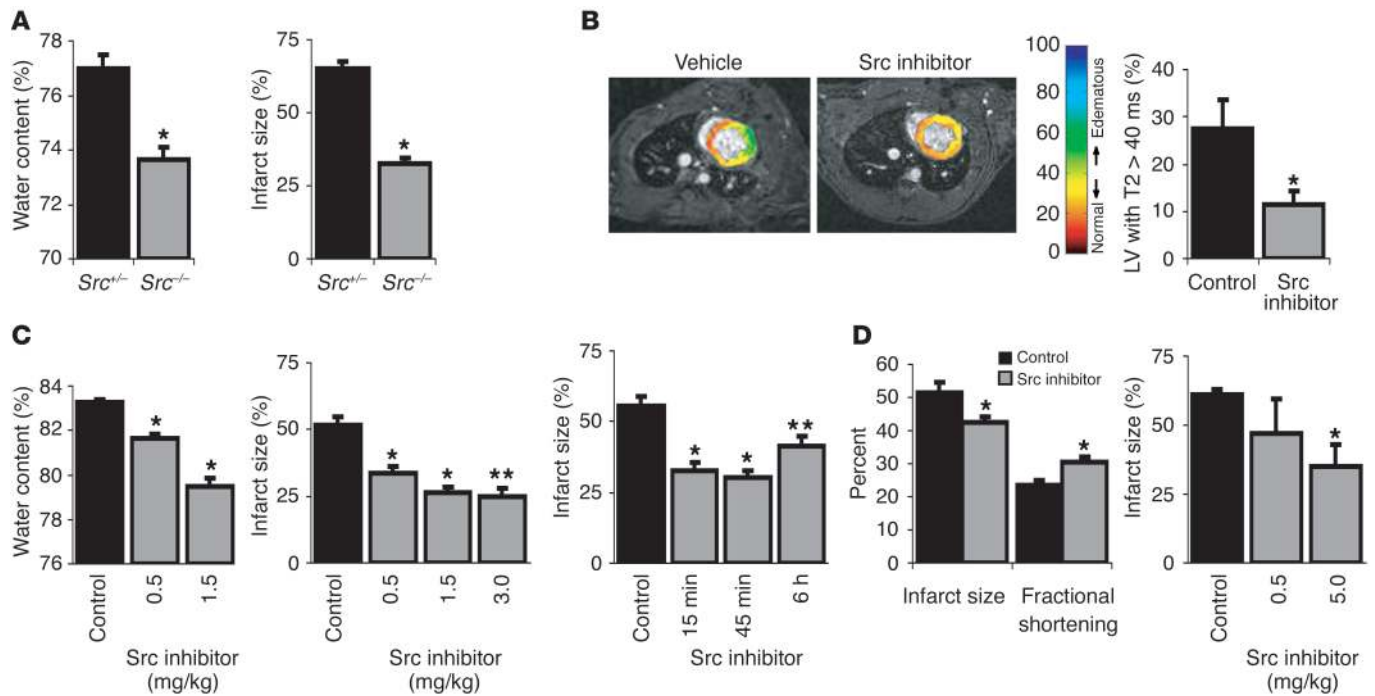 A
Water content (%)
78
76
74
72
70
*
Src+/–
Src–/–
Infarct size (%)
75
50
25
0
*
Src+/–
Src–/–
B
Vehicle
Src inhibitor
100
80
60
40
20
0
Normal
Edematous
LV with T2 > 40 ms (%)
40
30
20
10
0
*
Control
Src
inhibitor
C
Water content (%)
84
82
80
78
76
*
*
Control
0.5
1.5
Src inhibitor
(mg/kg)
Infarct size (%)
75
50
25
0
*
*
**
Control
0.5
1.5
3.0
Src inhibitor
(mg/kg)
Infarct size (%)
75
50
25
0
*
*
**
Control
15 min
45 min
6 h
Src inhibitor
D
Control
Src inhibitor
Percent
60
50
40
30
20
10
0
*
*
Infarct size
Fractional
shortening
Infarct size (%)
75
50
25
0
*
Control
0.5
5.0
Src inhibitor
(mg/kg)